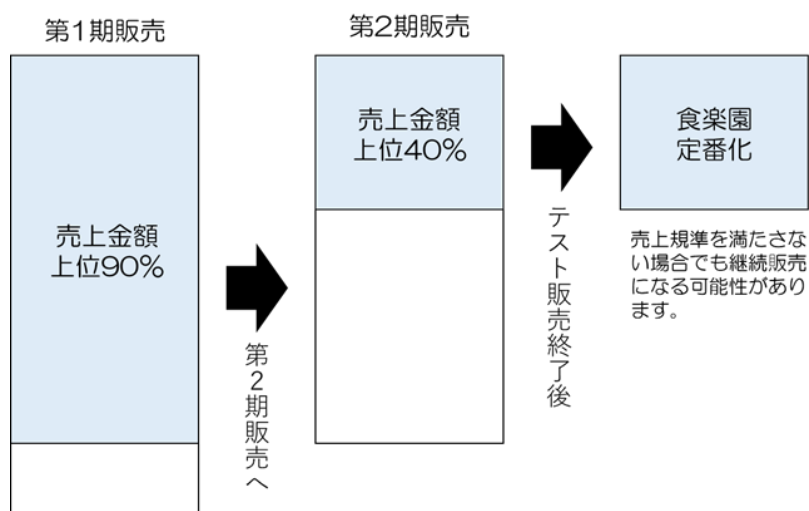 第1期販売
売上金額
上位90%
第2期販売へ
第2期販売
売上金額
上位40%
テスト販売終了後
食楽園
定番化
売上規準を満たさな
い場合でも継続販売
になる可能性があり
ます。